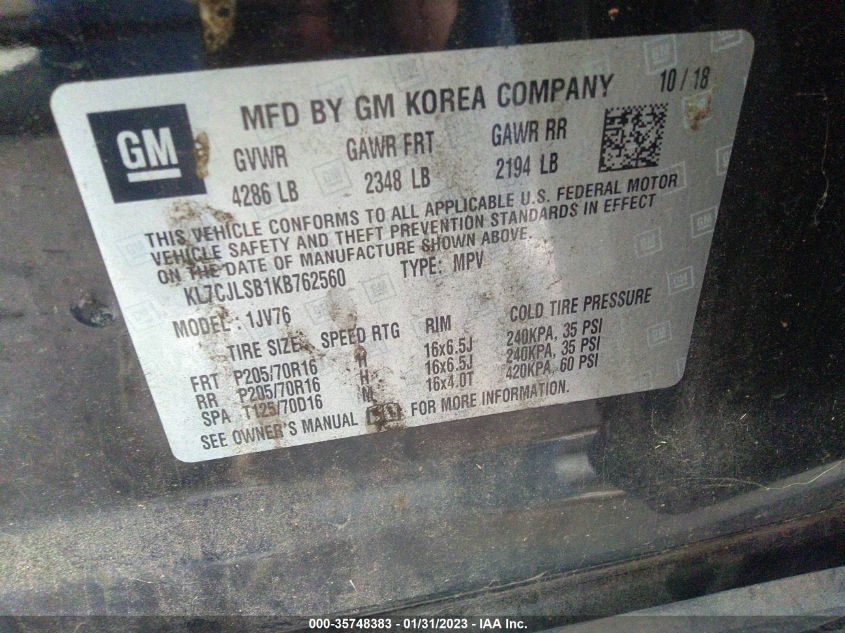 GM
MFD BY GM KOREA COMPANY 10 / 18
GVWR GAWR FRT GAWR RR
4286 LB 2348 LB 2194 LB
THIS VEHICLE CONFORMS TO ALL APPLICABLE U.S. FEDERAL MOTOR
VEHICLE SAFETY AND THEFT PREVENTION STANDARDS IN EFFECT
ON THE DATE OF MANUFACTURE SHOWN ABOVE.
KL7CJLSB1KB762560 TYPE: MPV
MODEL : 1JV76
TIRE SIZE SPEED RTG RIM COLD TIRE PRESSURE
FRT P205/70R16 H 16x6.5J 240KPA, 35 PSI
RR P205/70R16 H 16x6.5J 240KPA, 35 PSI
SPA T125/70D16 M 16x4.0T 420KPA, 60 PSI
SEE OWNER'S MANUAL FOR MORE INFORMATION.
000-35748383 - 01/31/2023 - IAA Inc.